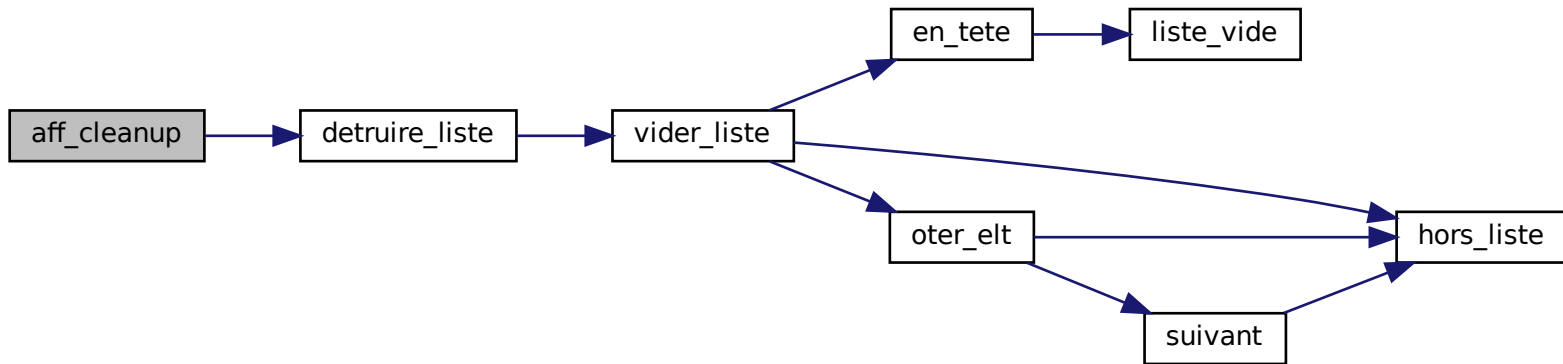 en_tete
liste_vide
aff_cleanup
detruire_liste
vider_liste
oter_elt
hors_liste
suivant